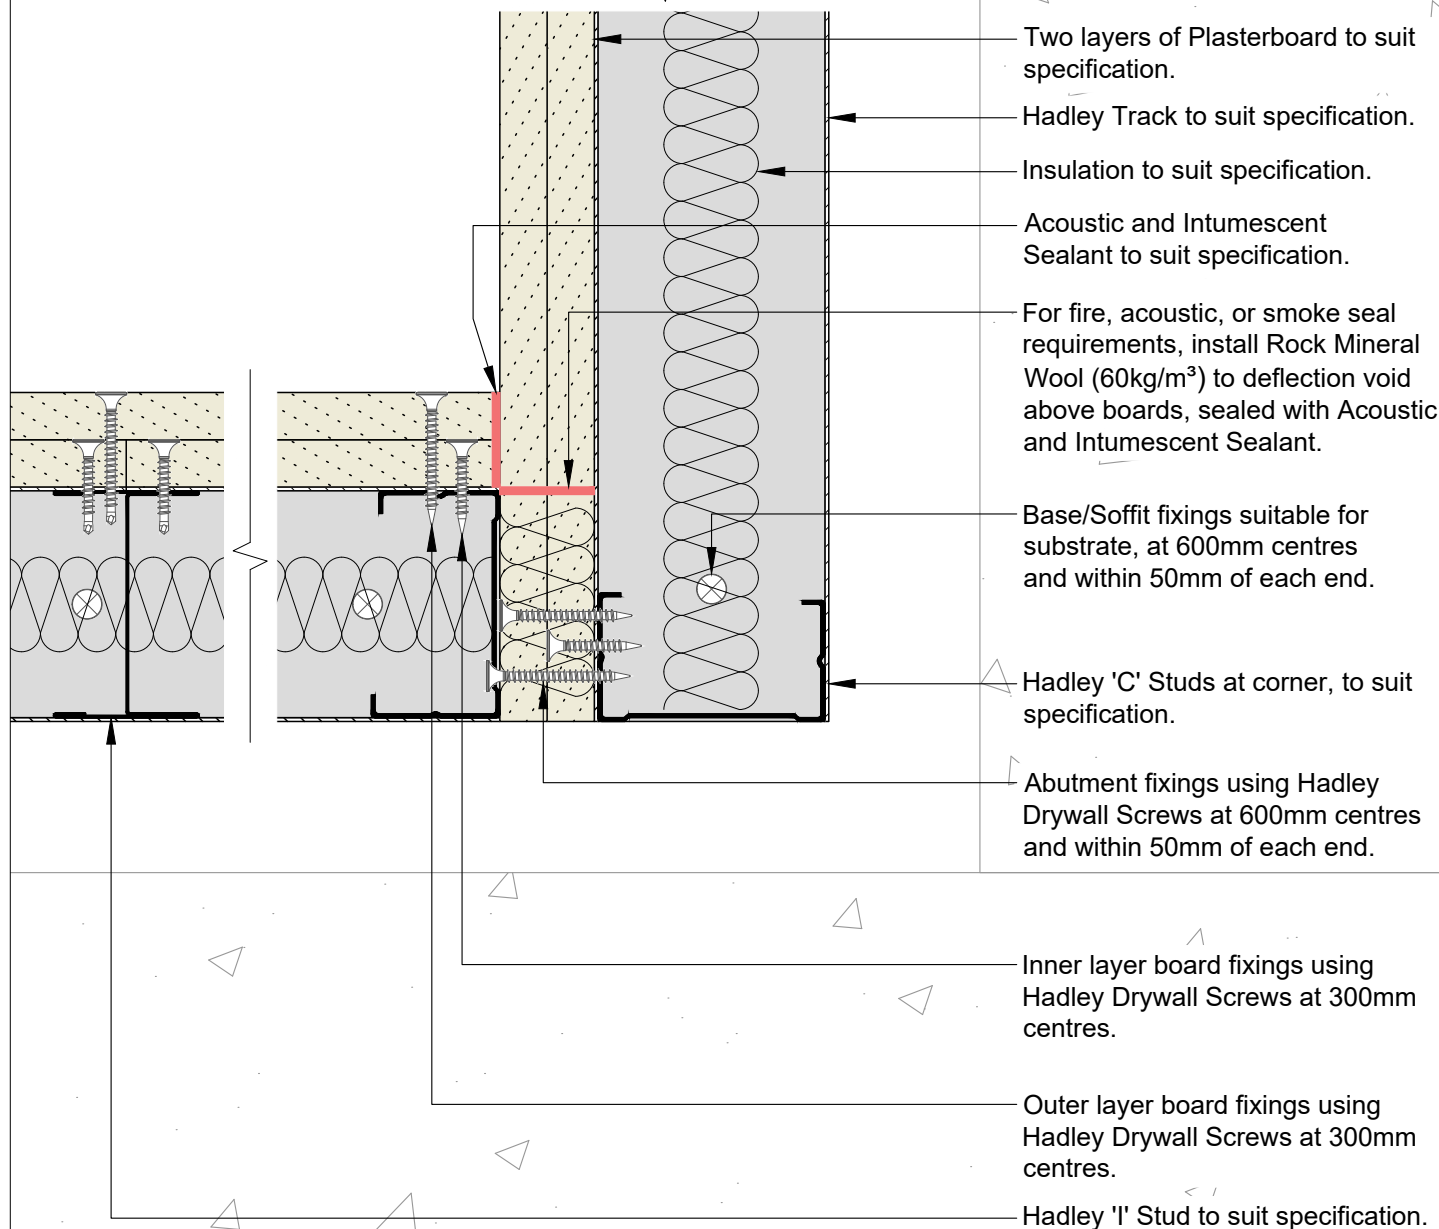 Two layers of Plasterboard to suit
specification.
Hadley Track to suit specification.
Insulation to suit specification.
Acoustic and Intumescent
Sealant to suit specification.
For fire, acoustic, or smoke seal
requirements, install Rock Mineral
Wool (60kg/m³) to deflection void
above boards, sealed with Acoustic
and Intumescent Sealant.
Base/Soffit fixings suitable for
substrate, at 600mm centres
and within 50mm of each end.
Hadley 'C' Studs at corner, to suit
specification.
Abutment fixings using Hadley
Drywall Screws at 600mm centres
and within 50mm of each end.
Inner layer board fixings using
Hadley Drywall Screws at 300mm
centres.
Outer layer board fixings using
Hadley Drywall Screws at 300mm
centres.
Hadley 'I' Stud to suit specification.